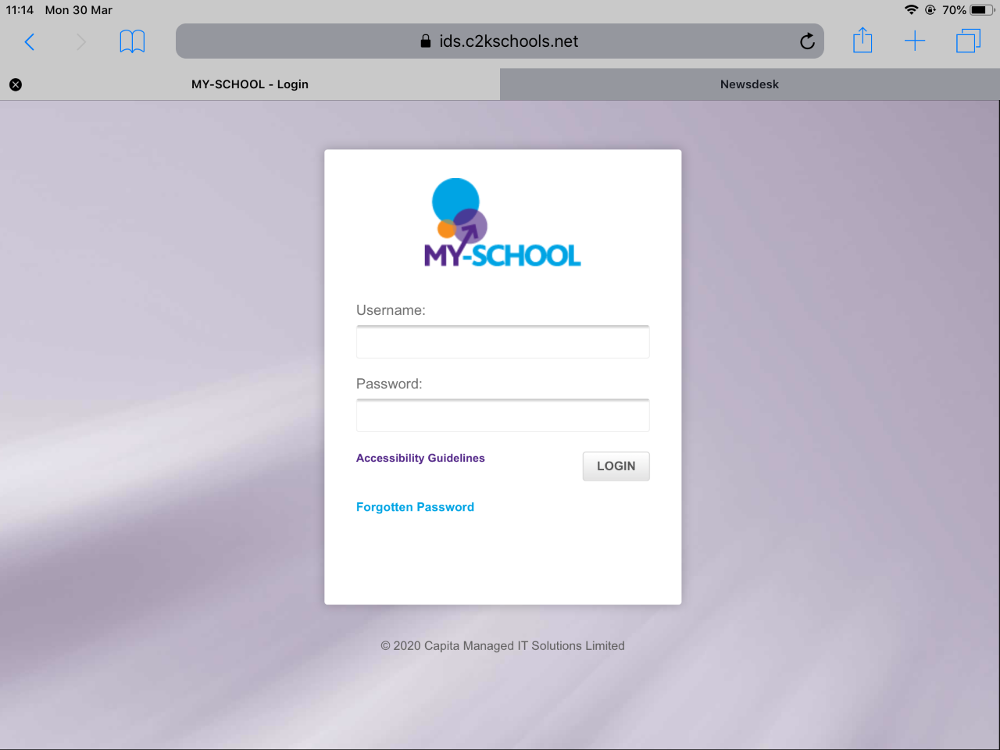 11:14 Mon 30 Mar 70%
ids.c2kschools.net
MY-SCHOOL - Login Newsdesk
MY-SCHOOL
Username:
Password:
Accessibility Guidelines
LOGIN
Forgotten Password
© 2020 Capita Managed IT Solutions Limited